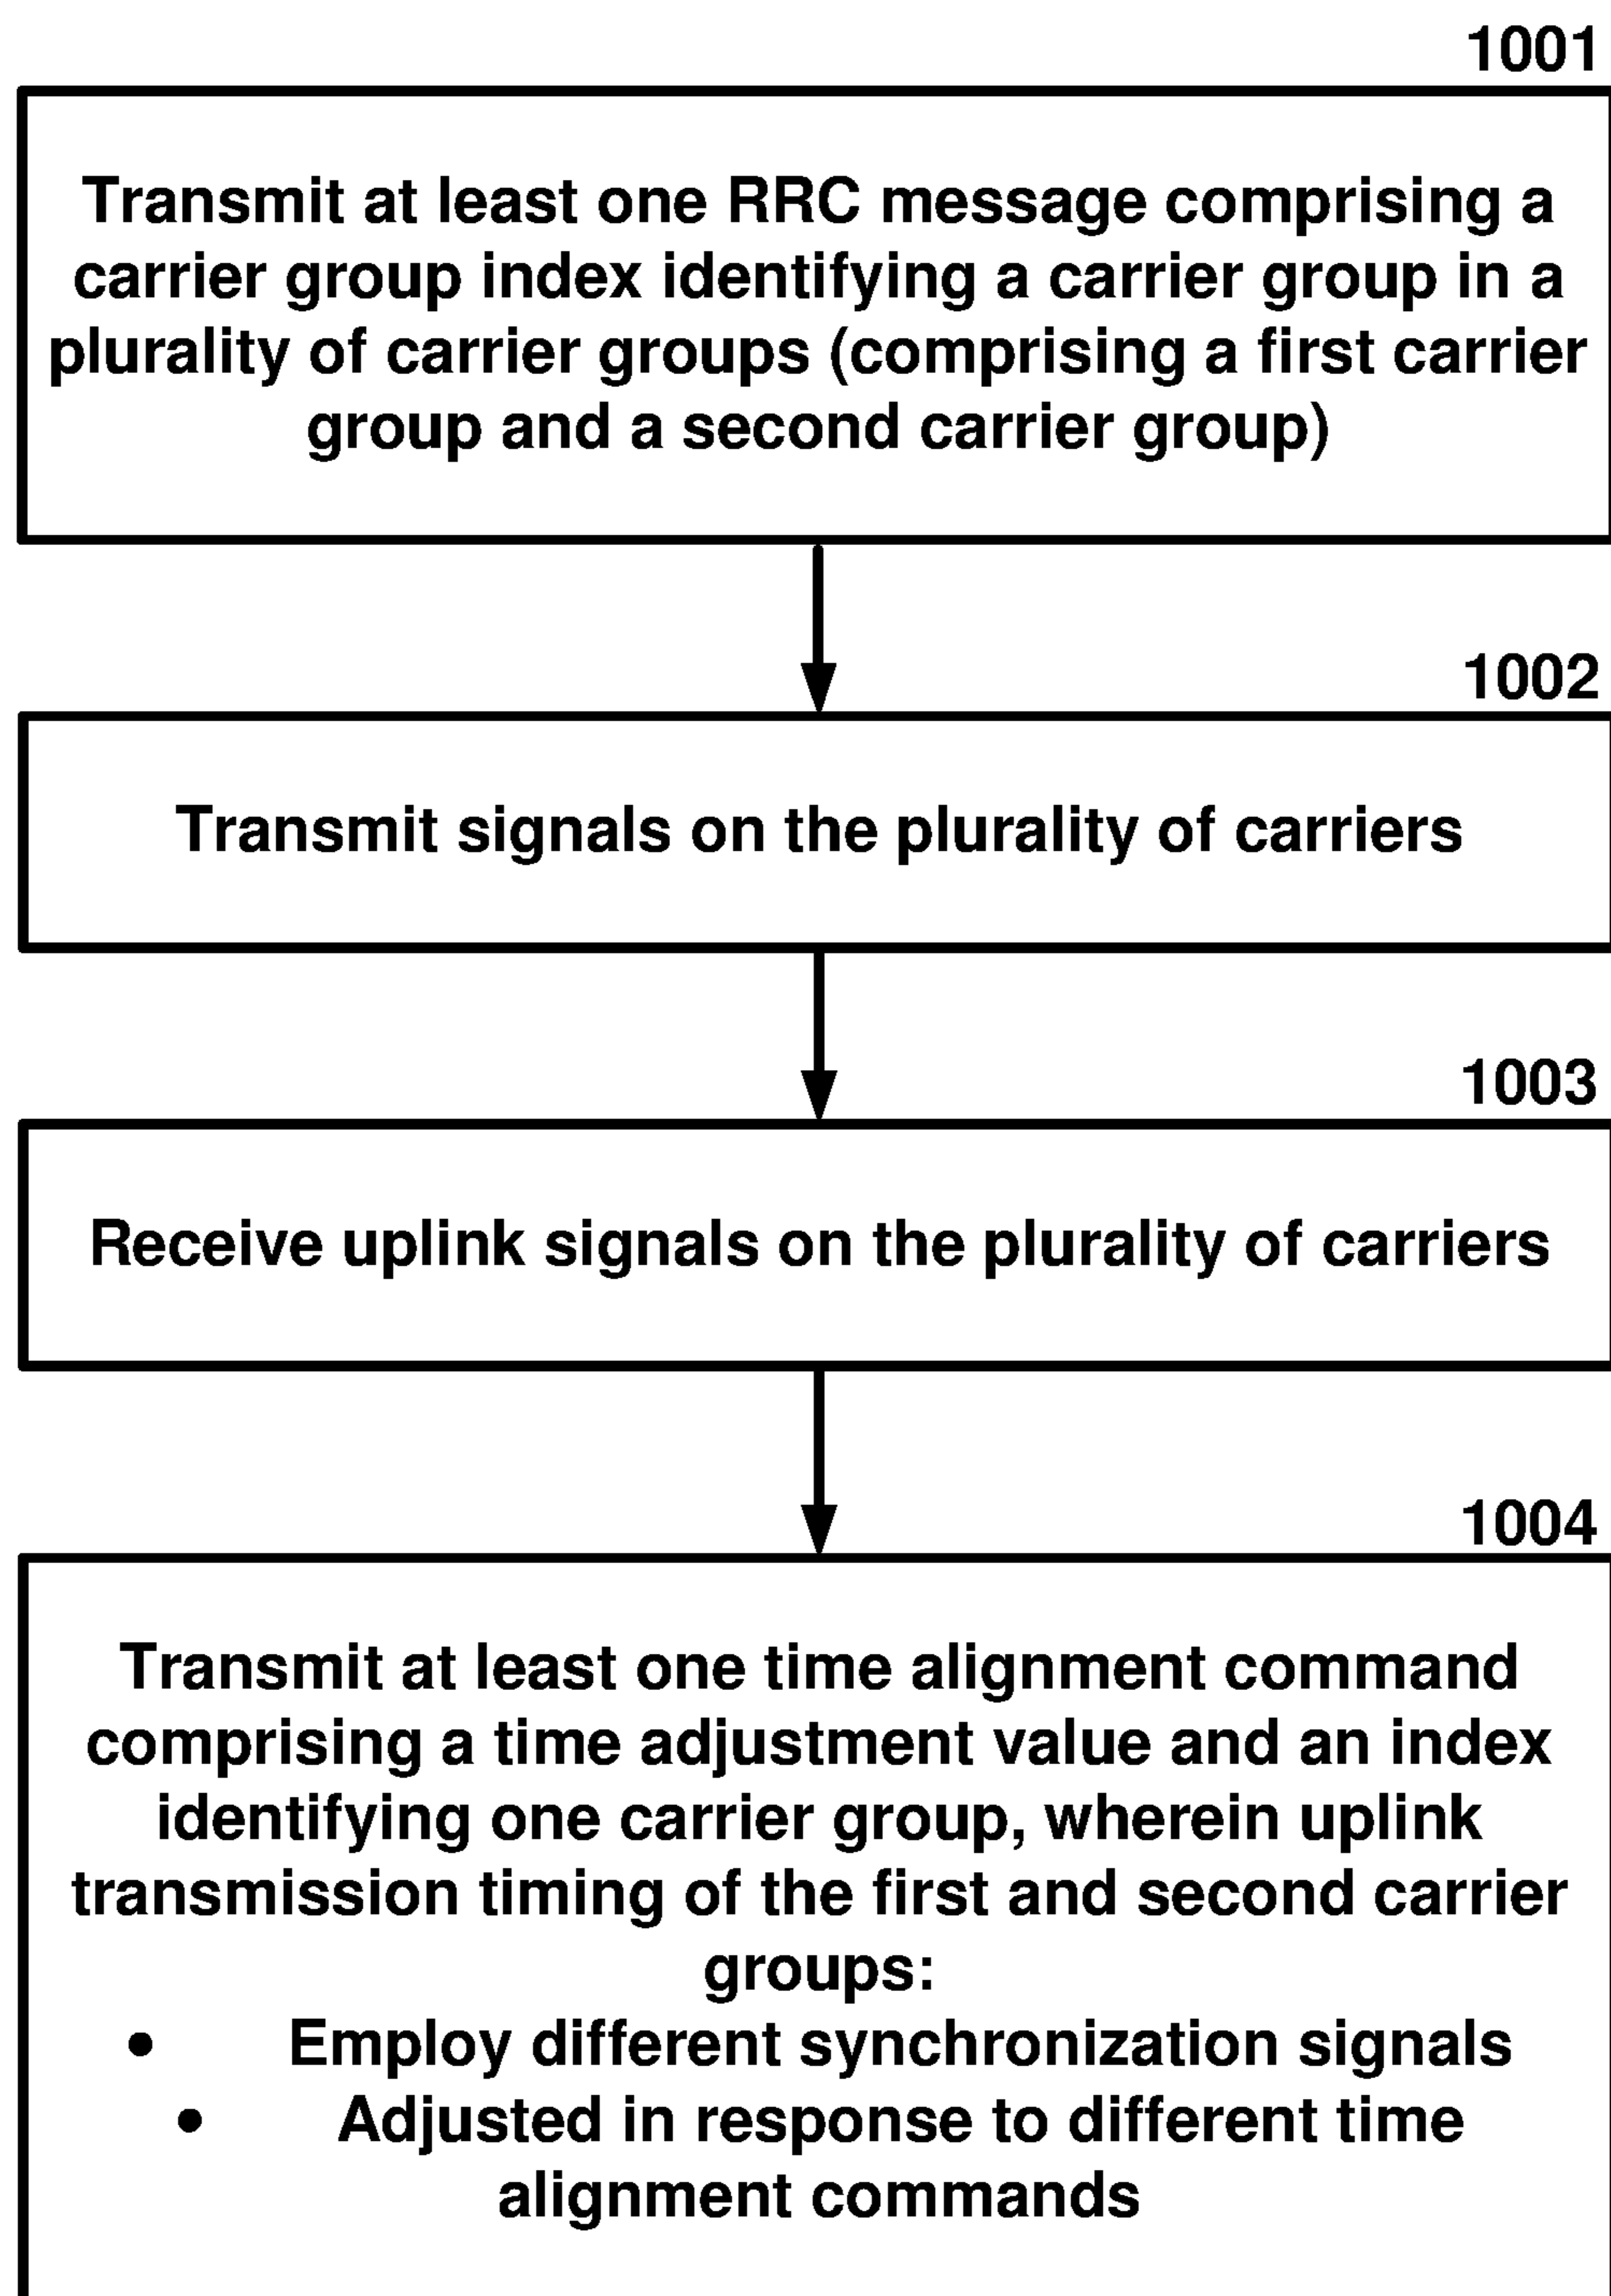 1001
Transmit at least one RRC message comprising a
carrier group index identifying a carrier group in a
plurality of carrier groups (comprising a first carrier
group and a second carrier group)
1002
Transmit signals on the plurality of carriers
1003
Receive uplink signals on the plurality of carriers
1004
Transmit at least one time alignment command
comprising a time adjustment value and an index
identifying one carrier group, wherein uplink
transmission timing of the first and second carrier
groups:
• Employ different synchronization signals
• Adjusted in response to different time
alignment commands